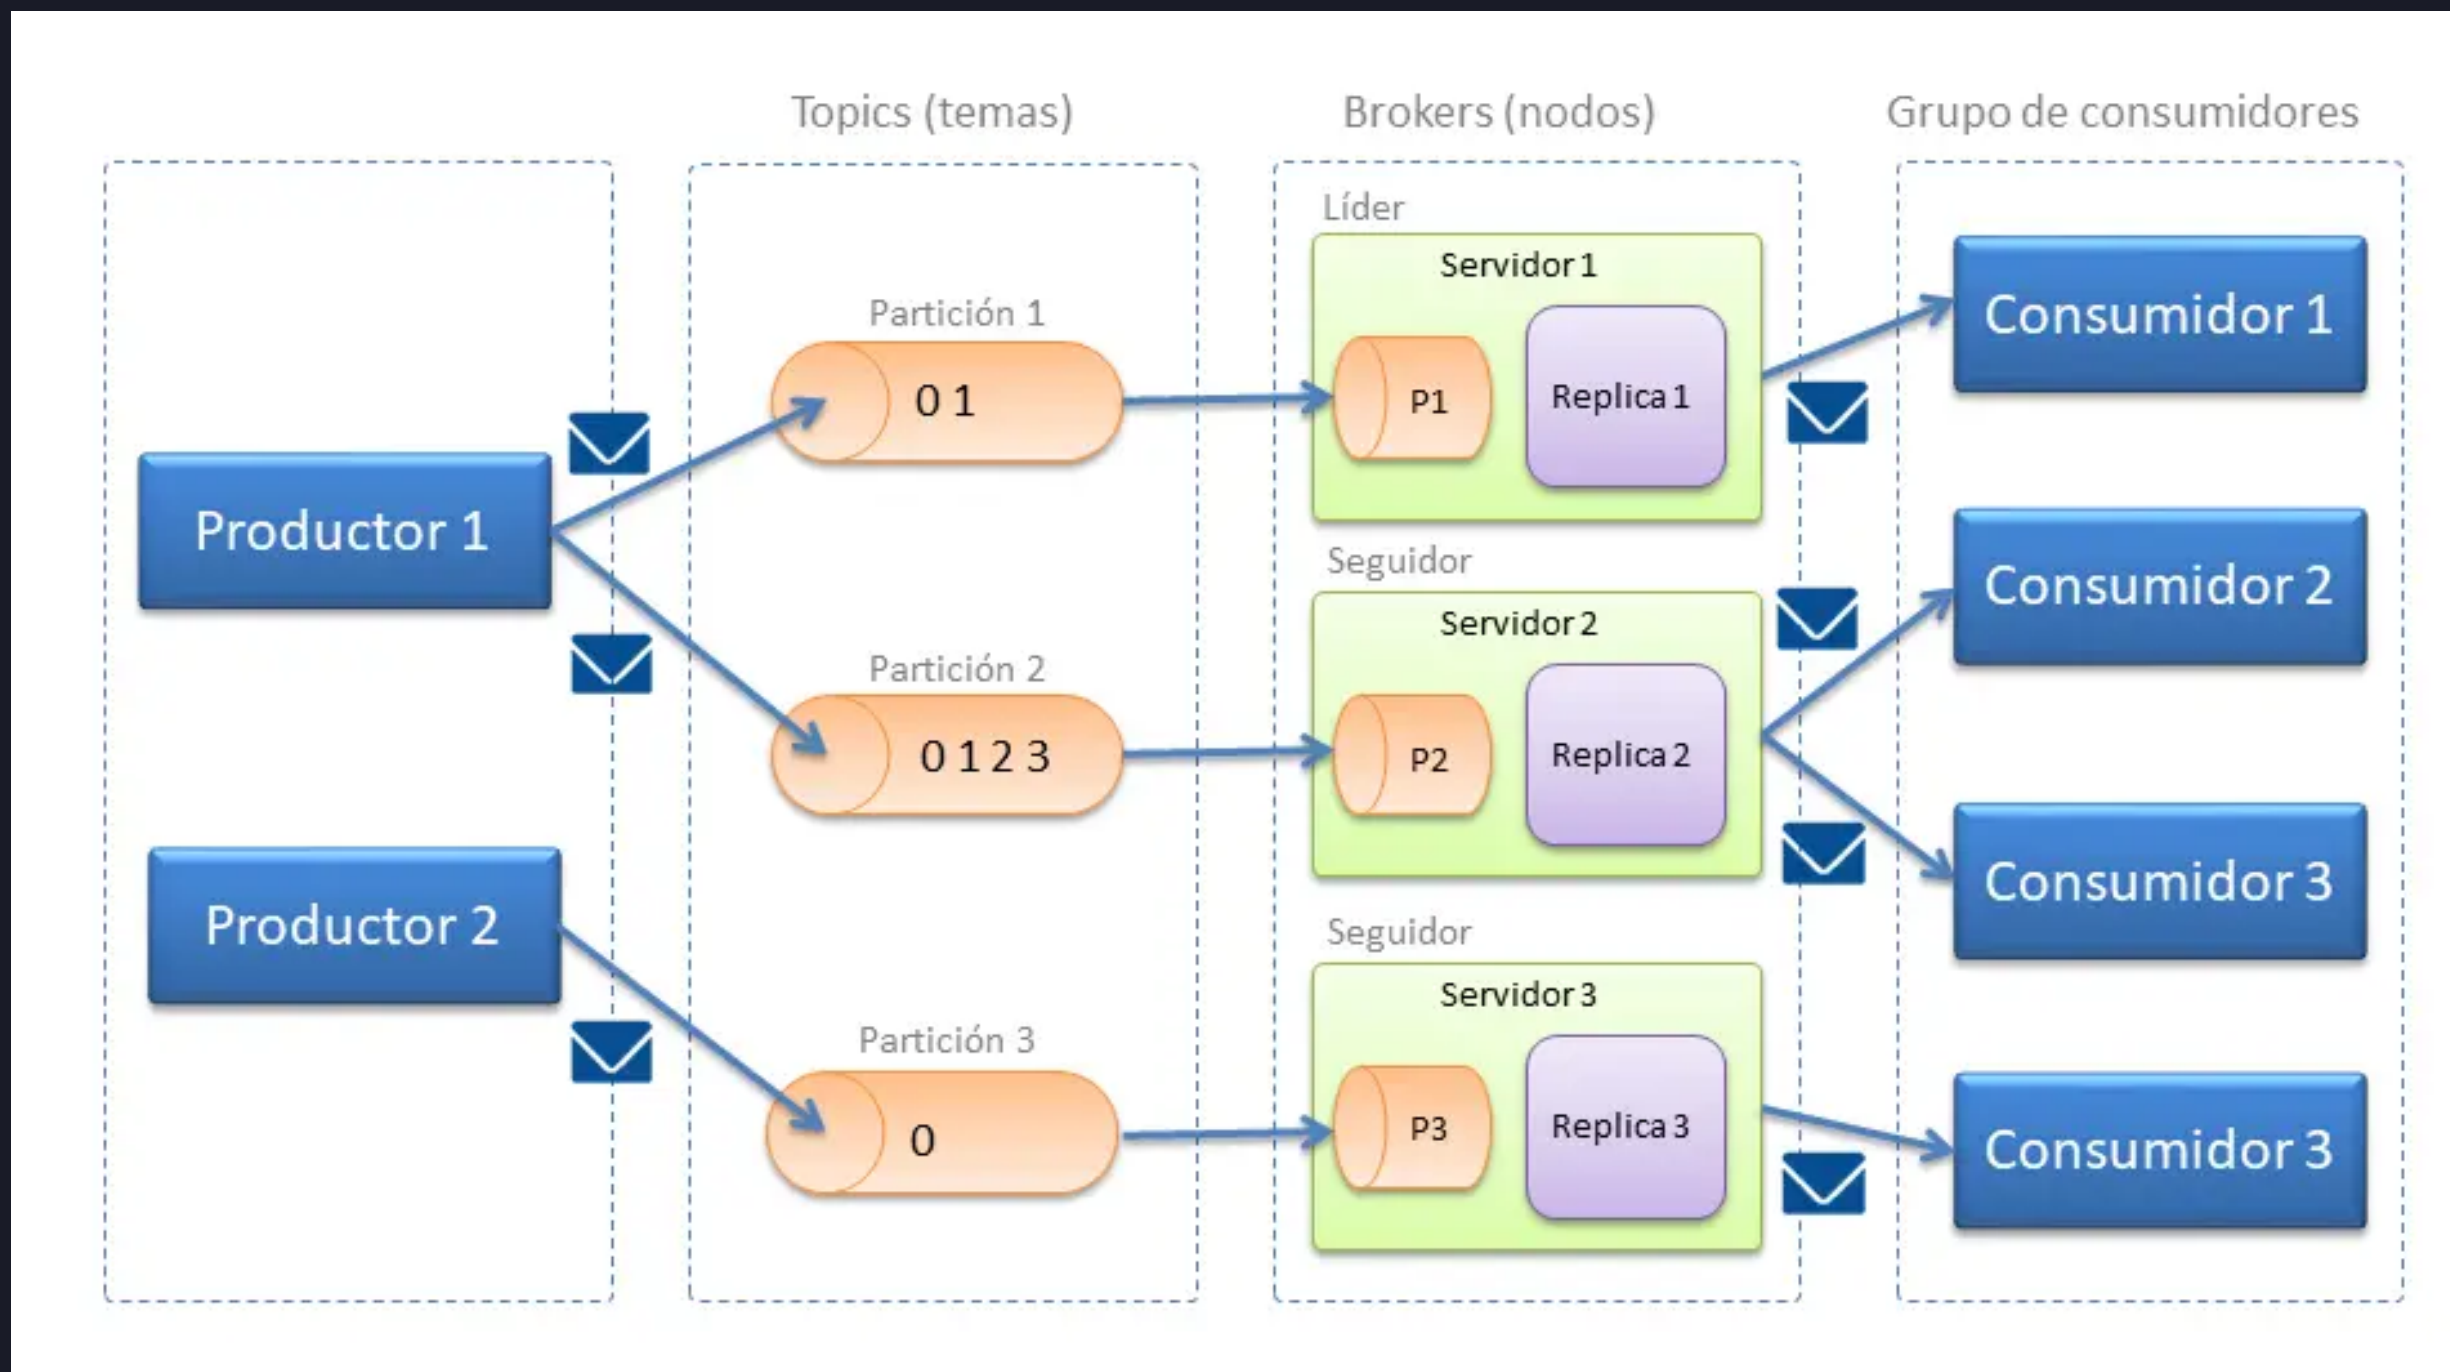 Topics (temas)
Brokers (nodos)
Grupo de consumidores
Productor 1
Productor 2
Partición 1
0 1
Partición 2
0 1 2 3
Partición 3
0
Líder
Servidor 1
P1
Replica 1
Seguidor
Servidor 2
P2
Replica 2
Seguidor
Servidor 3
P3
Replica 3
Consumidor 1
Consumidor 2
Consumidor 3
Consumidor 3